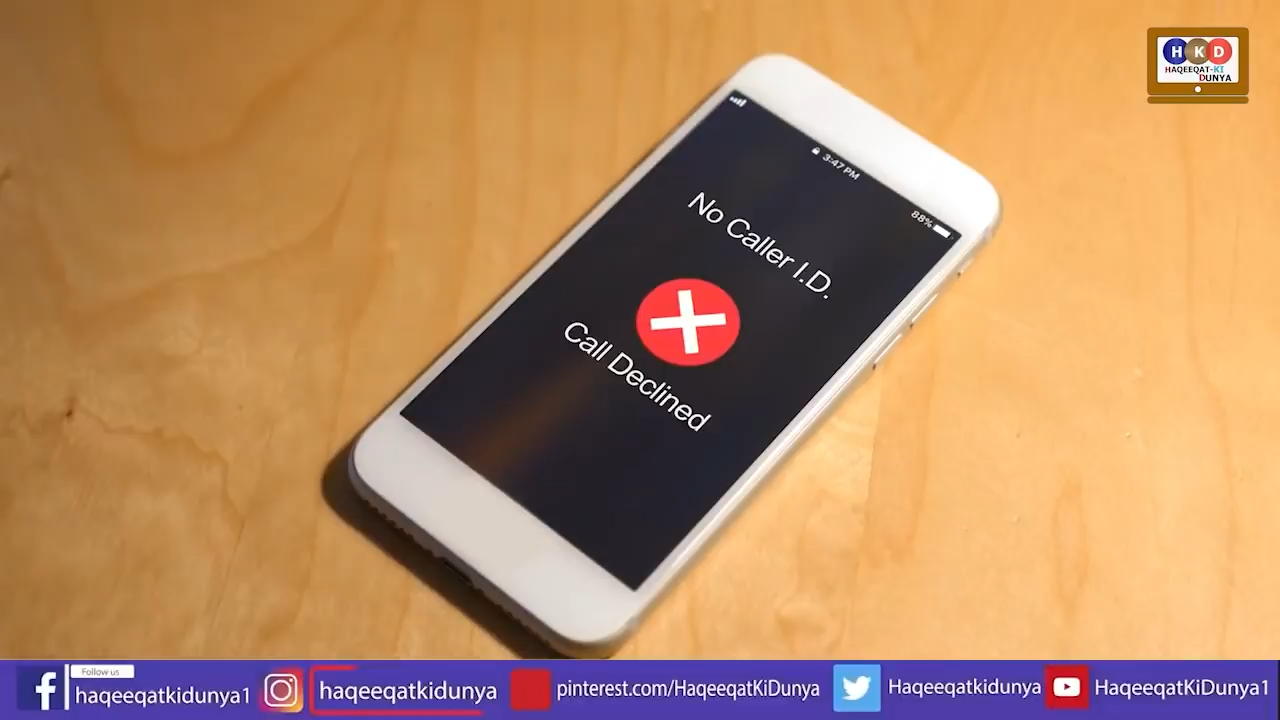 H K D
HAQEEQAT-KI
DUNYA
3:47 PM
88%
No Caller I.D.
Call Declined
Follow us
haqeeqatkidunya1
haqeeqatkidunya
pinterest.com/HaqeeqatKiDunya
Haqeeqatkidunya
HaqeeqatKiDunya1